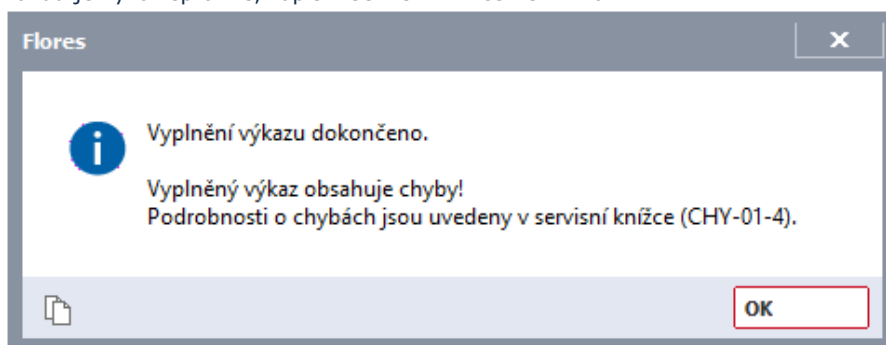 Flores
Vyplnění výkazu dokončeno.
Vyplněný výkaz obsahuje chyby!
Podrobnosti o chybách jsou uvedeny v servisní knížce (CHY-01-4).
OK